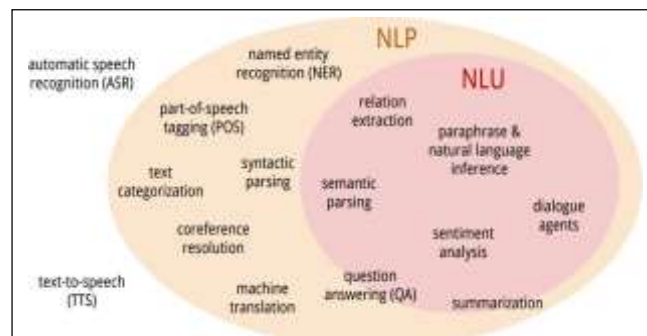 NLP
named entity
recognition (NER)
automatic speech
recognition (ASR)
NLU
relation
extraction
part-of-speech
tagging (POS)
paraphrase &
natural language
inference
text
categorization
syntactic
parsing
semantic
parsing
dialogue
agents
coreference
resolution
sentiment
analysis
text-to-speech
(TTS)
machine
translation
question
answering (QA)
summarization